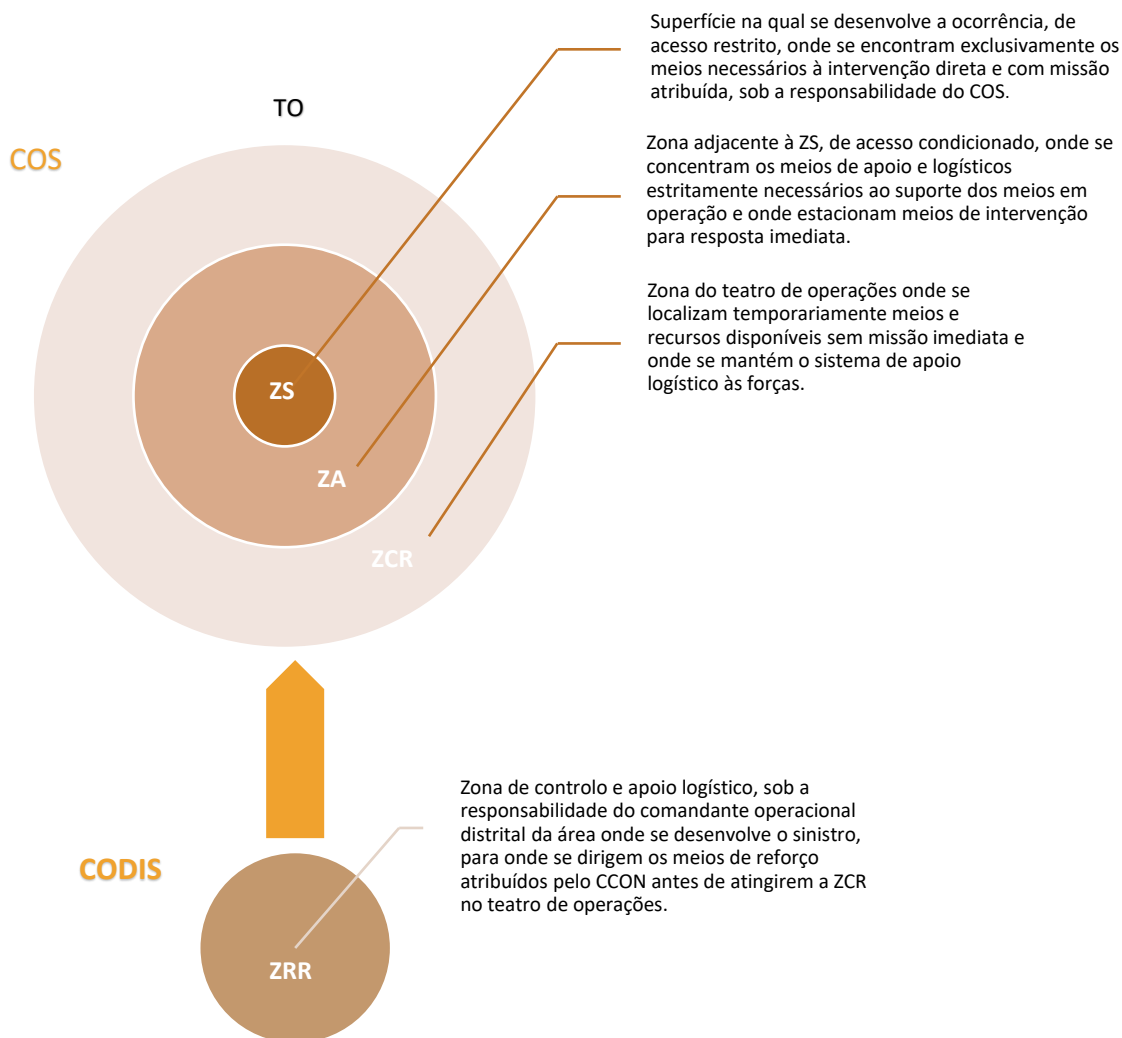 Superfície na qual se desenvolve a ocorrência, de
acesso restrito, onde se encontram exclusivamente os
meios necessários à intervenção direta e com missão
atribuída, sob a responsabilidade do COS.
TO
COS
Zona adjacente à ZS, de acesso condicionado, onde se
concentram os meios de apoio e logísticos
estritamente necessários ao suporte dos meios em
operação e onde estacionam meios de intervenção
para resposta imediata.
Zona do teatro de operações onde se
localizam temporariamente meios e
recursos disponíveis sem missão imediata e
onde se mantém o sistema de apoio
logístico às forças.
ZS
ZA
ZCR
Zona de controlo e apoio logístico, sob a
responsabilidade do comandante operacional
distrital da área onde se desenvolve o sinistro,
para onde se dirigem os meios de reforço
atribuídos pelo CCON antes de atingirem a ZCR
no teatro de operações.
CODIS
ZRR